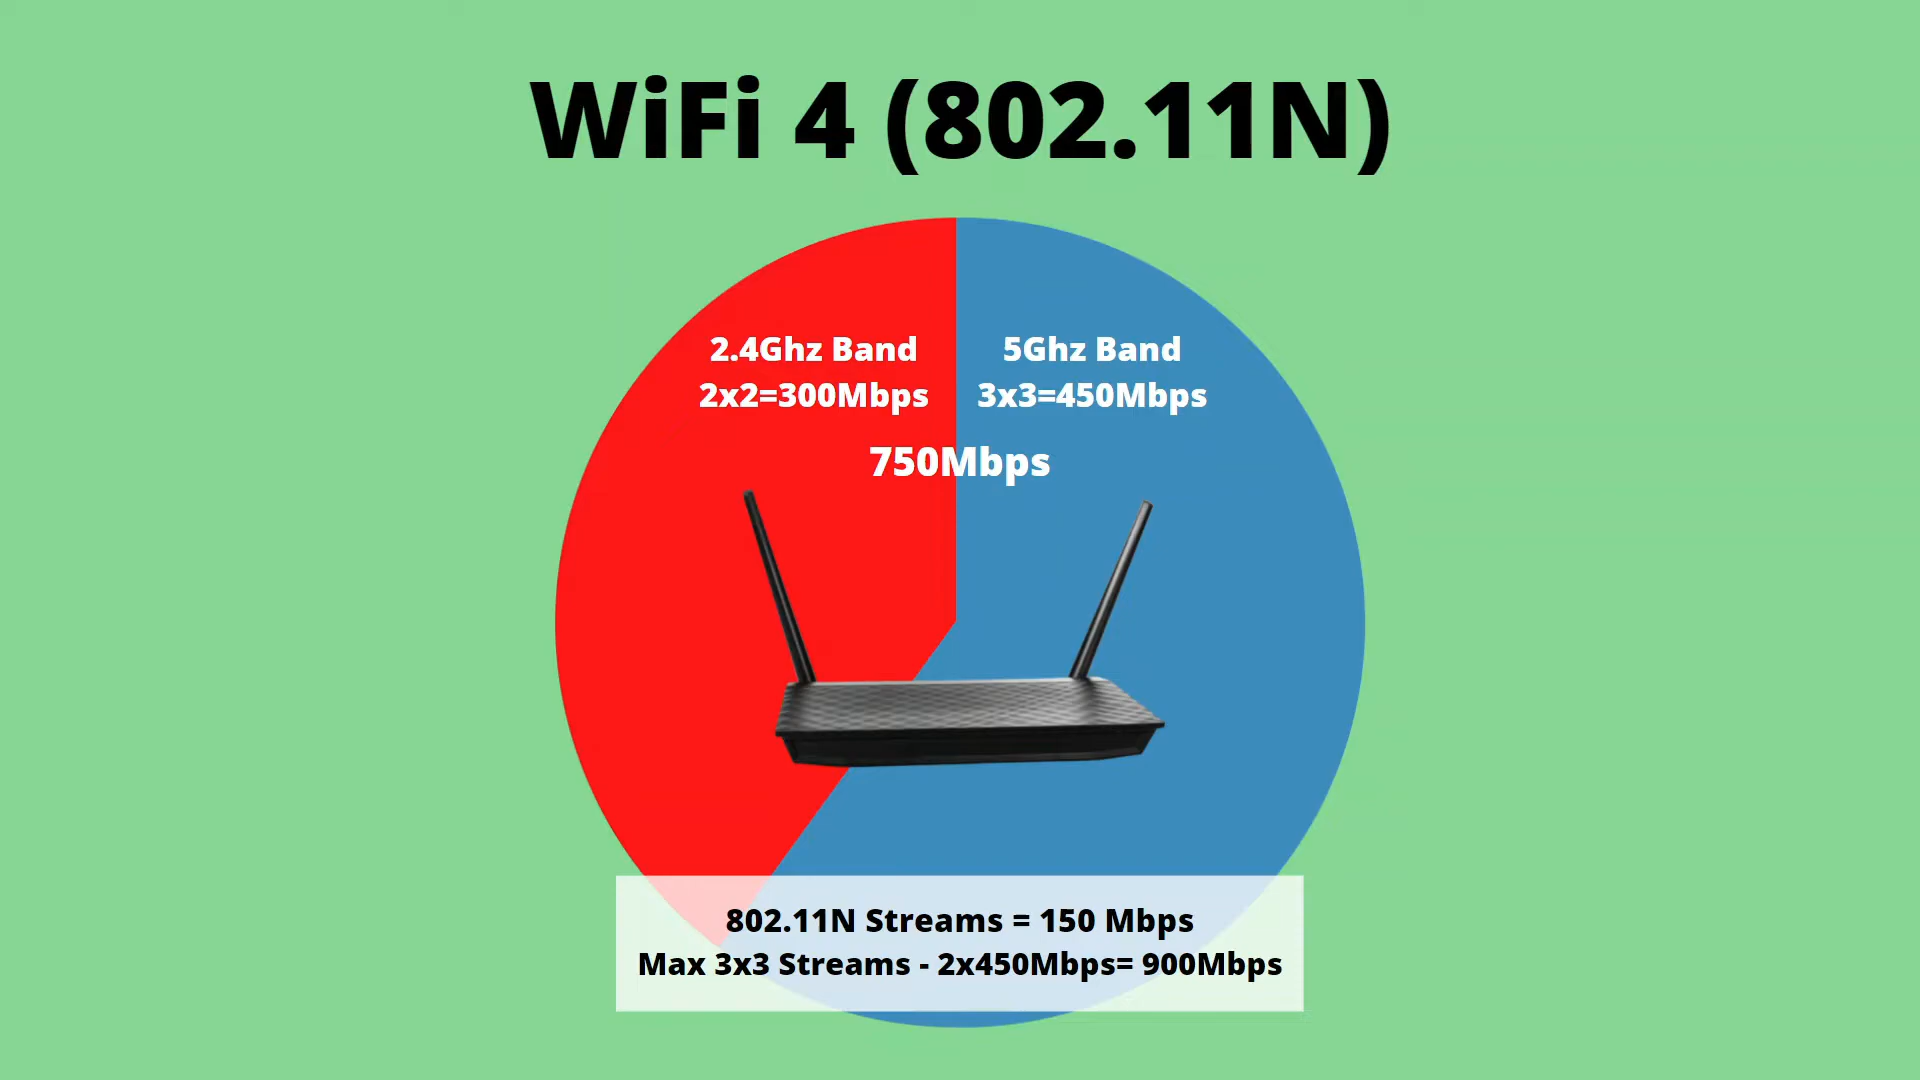 WiFi 4 (802.11N)
2.4Ghz Band
2x2=300Mbps
5Ghz Band
3x3=450Mbps
750Mbps
802.11N Streams = 150 Mbps
Max 3x3 Streams - 2x450Mbps= 900Mbps